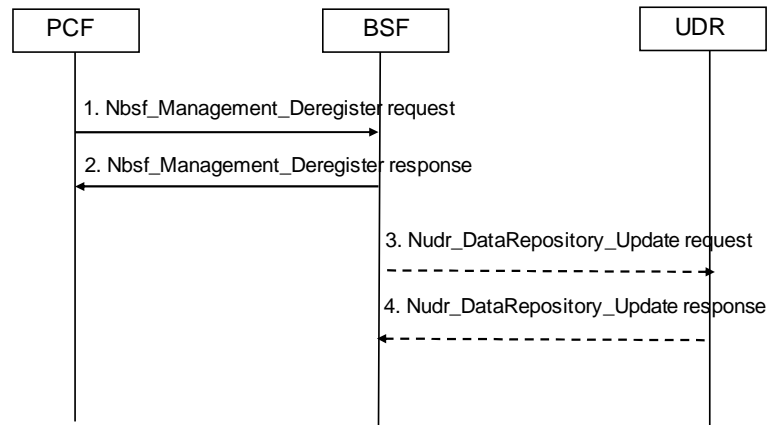 PCF
BSF
UDR
1. Nbsf_Management_Deregister request
2. Nbsf_Management_Deregister response
3. Nudr_DataRepository_Update request
4. Nudr_DataRepository_Update response